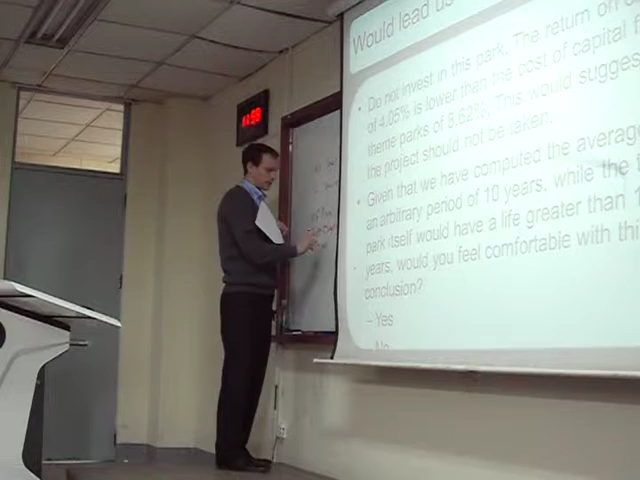 Would lead us
• Do not invest in this park. The return on
of 4.05% is lower than the cost of capital
theme parks of 8.62%. This would sugges
the project should not be taken.
• Given that we have computed the averag
an arbitrary period of 10 years, while the
park itself would have a life greater than
years, would you feel comfortable with thi
conclusion?
– Yes
– No